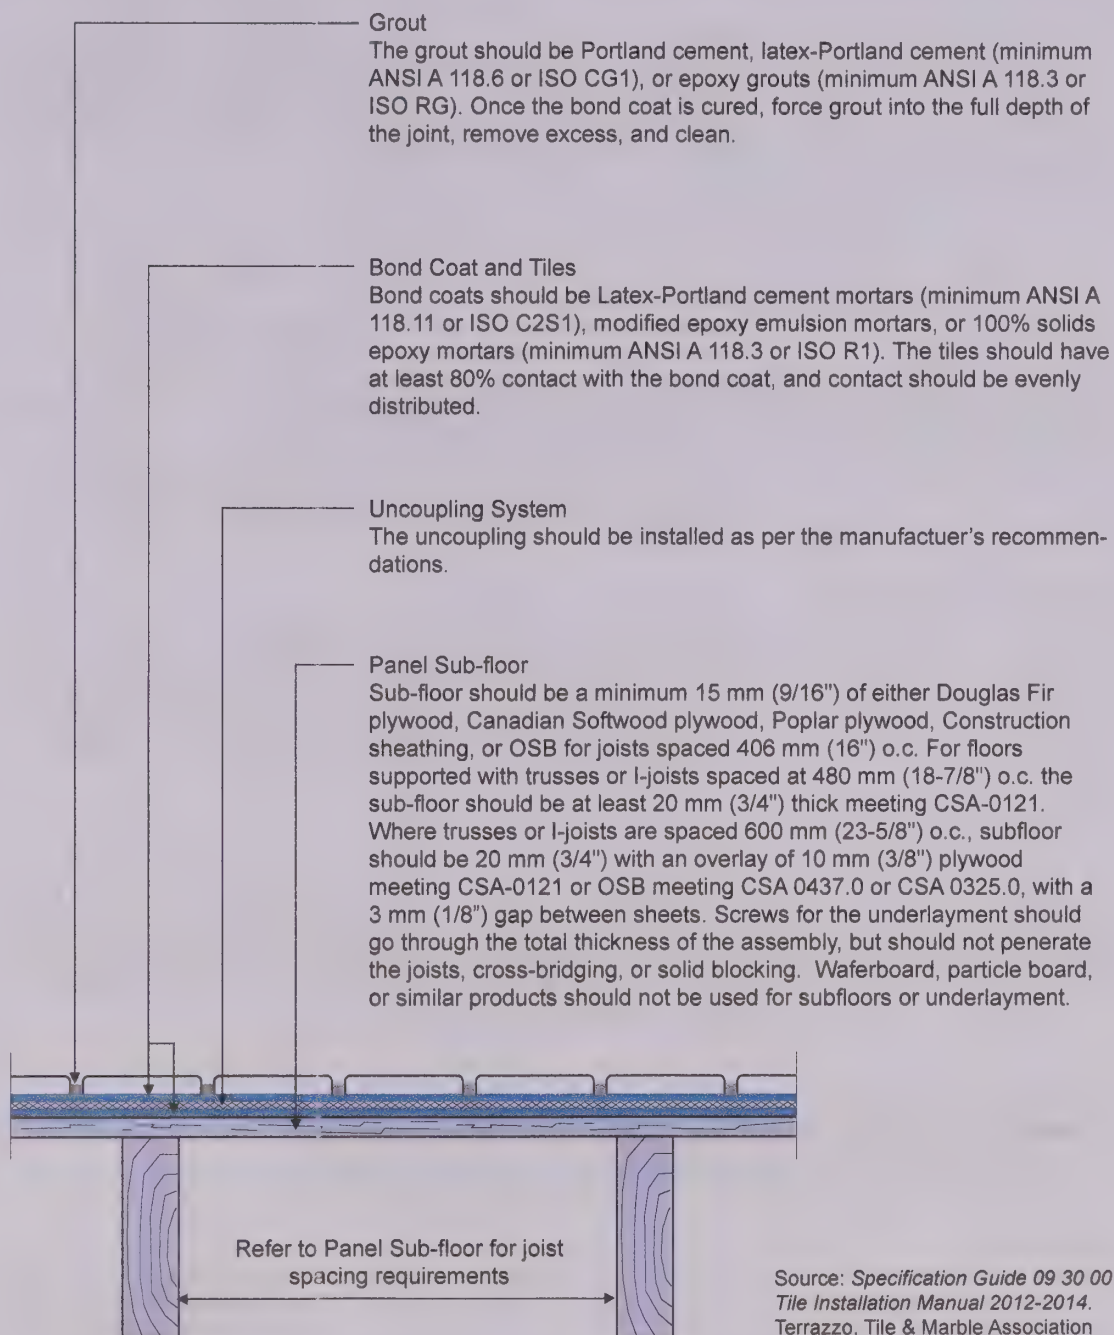 Grout
The grout should be Portland cement, latex-Portland cement (minimum
ANSI A 118.6 or ISO CG1), or epoxy grouts (minimum ANSI A 118.3 or
ISO RG). Once the bond coat is cured, force grout into the full depth of
the joint, remove excess, and clean.
Bond Coat and Tiles
Bond coats should be Latex-Portland cement mortars (minimum ANSI A
118.11 or ISO C2S1), modified epoxy emulsion mortars, or 100% solids
epoxy mortars (minimum ANSI A 118.3 or ISO R1). The tiles should have
at least 80% contact with the bond coat, and contact should be evenly
distributed.
Uncoupling System
The uncoupling should be installed as per the manufactuer's recommen-
dations.
Panel Sub-floor
Sub-floor should be a minimum 15 mm (9/16") of either Douglas Fir
plywood, Canadian Softwood plywood, Poplar plywood, Construction
sheathing, or OSB for joists spaced 406 mm (16") o.c. For floors
supported with trusses or I-joists spaced at 480 mm (18-7/8") o.c. the
sub-floor should be at least 20 mm (3/4") thick meeting CSA-0121.
Where trusses or I-joists are spaced 600 mm (23-5/8") o.c., subfloor
should be 20 mm (3/4") with an overlay of 10 mm (3/8") plywood
meeting CSA-0121 or OSB meeting CSA 0437.0 or CSA 0325.0, with a
3 mm (1/8") gap between sheets. Screws for the underlayment should
go through the total thickness of the assembly, but should not penerate
the joists, cross-bridging, or solid blocking. Waferboard, particle board,
or similar products should not be used for subfloors or underlayment.
Refer to Panel Sub-floor for joist
spacing requirements
Source: Specification Guide 09 30 00
Tile Installation Manual 2012-2014.
Terrazzo, Tile & Marble Association